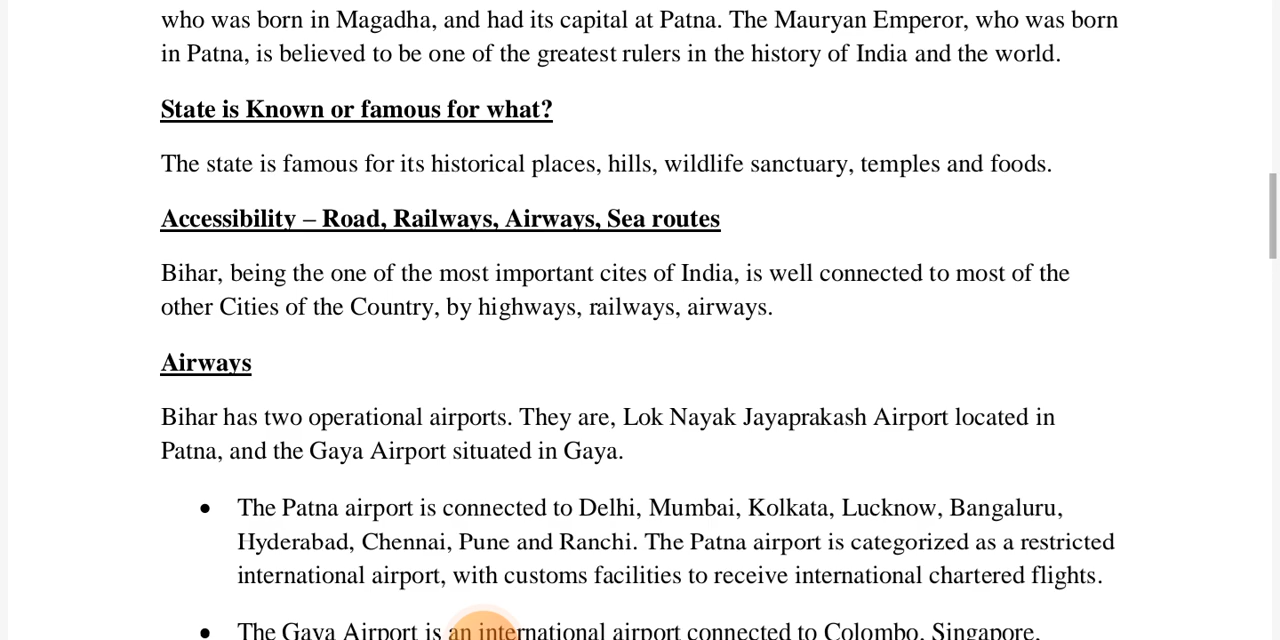 who was born in Magadha, and had its capital at Patna. The Mauryan Emperor, who was born
in Patna, is believed to be one of the greatest rulers in the history of India and the world.
State is Known or famous for what?
The state is famous for its historical places, hills, wildlife sanctuary, temples and foods.
Accessibility – Road, Railways, Airways, Sea routes
Bihar, being the one of the most important cites of India, is well connected to most of the
other Cities of the Country, by highways, railways, airways.
Airways
Bihar has two operational airports. They are, Lok Nayak Jayaprakash Airport located in
Patna, and the Gaya Airport situated in Gaya.
• The Patna airport is connected to Delhi, Mumbai, Kolkata, Lucknow, Bangaluru,
Hyderabad, Chennai, Pune and Ranchi. The Patna airport is categorized as a restricted
international airport, with customs facilities to receive international chartered flights.
• The Gaya Airport is an international airport connected to Colombo, Singapore,